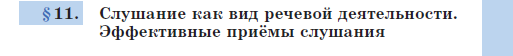 § 11. Слушание как вид речевой деятельности.
Эффективные приёмы слушания